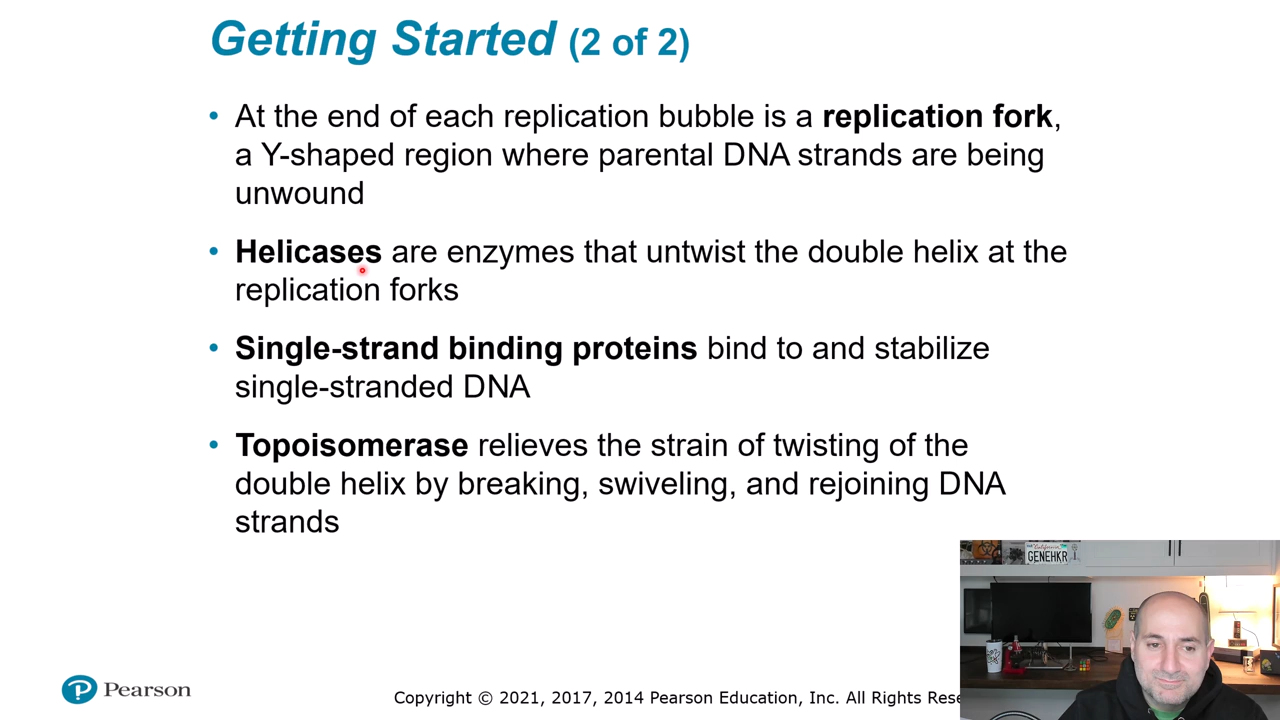 Getting Started (2 of 2)
• At the end of each replication bubble is a replication fork,
a Y-shaped region where parental DNA strands are being
unwound
• Helicases are enzymes that untwist the double helix at the
replication forks
• Single-strand binding proteins bind to and stabilize
single-stranded DNA
• Topoisomerase relieves the strain of twisting of the
double helix by breaking, swiveling, and rejoining DNA
strands
California
GENEHKR
Pearson
Copyright © 2021, 2017, 2014 Pearson Education, Inc. All Rights Rese